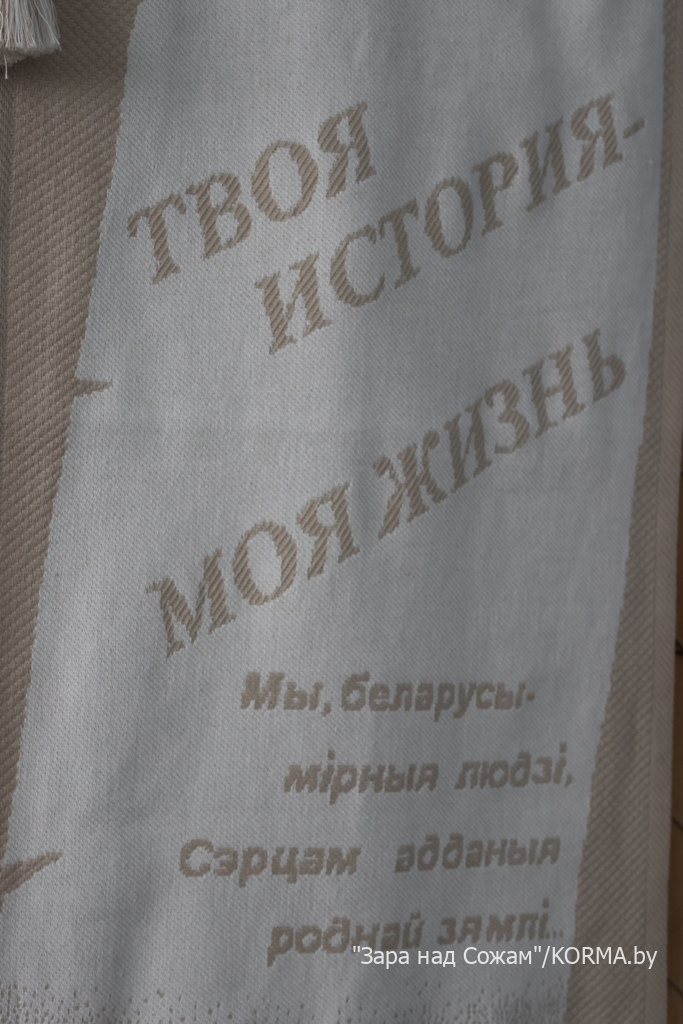 ТВОЯ
ИСТОРИЯ-
МОЯ ЖИЗНЬ
Мы, беларусы-
мірныя людзі,
Сэрцам адданыя
роднай зямлі...
"Зара над Сожам"/KORMA.by